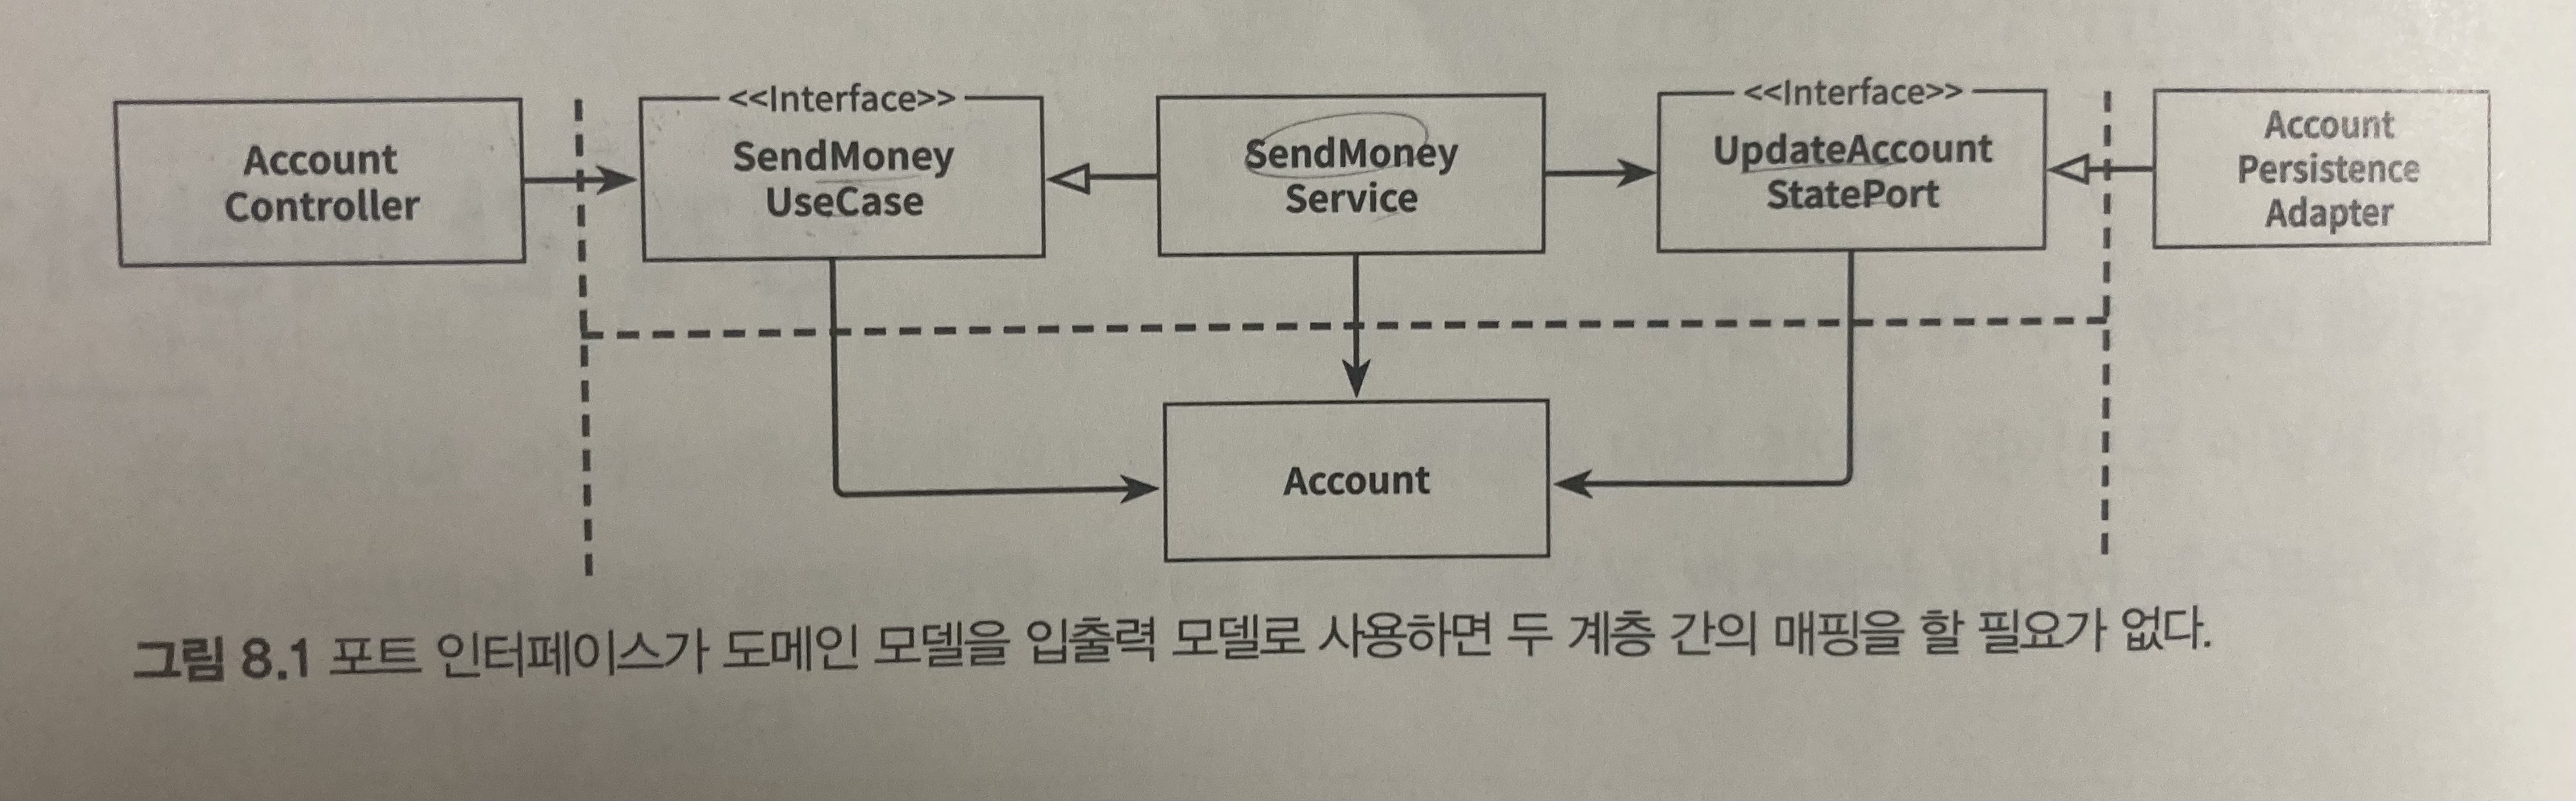 Account
Controller
<<Interface>>
SendMoney
UseCase
SendMoney
Service
<<Interface>>
UpdateAccount
StatePort
Account
Persistence
Adapter
Account
그림 8.1 포트 인터페이스가 도메인 모델을 입출력 모델로 사용하면 두 계층 간의 매핑을 할 필요가 없다.